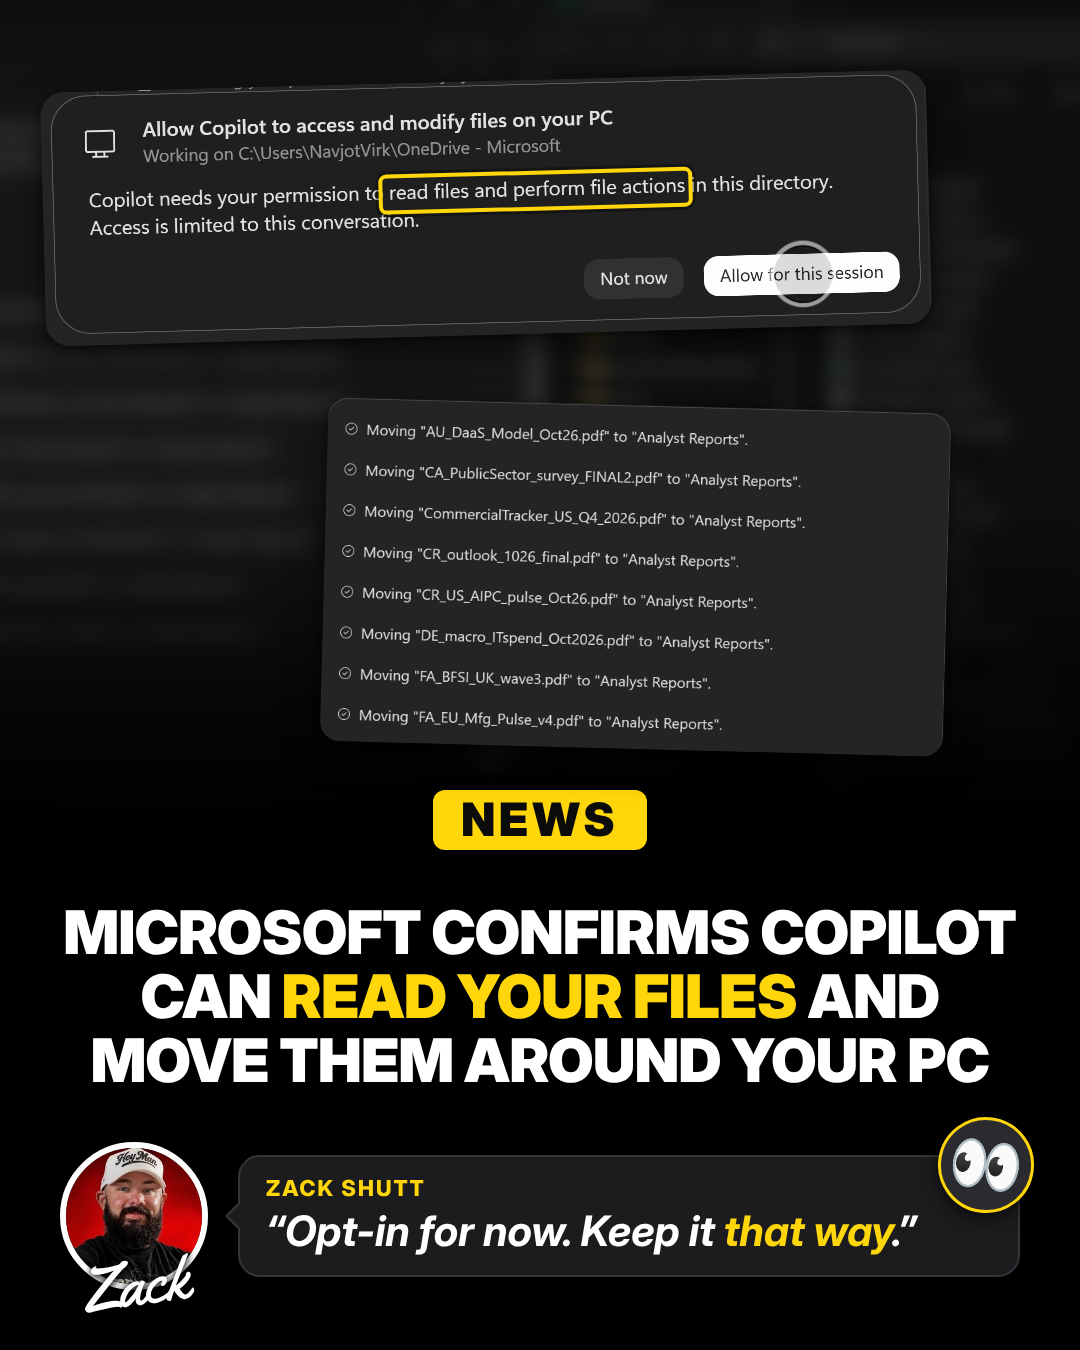 Allow Copilot to access and modify files on your PC
Working on C:\Users\NavjotVirk\OneDrive - Microsoft
Copilot needs your permission to read files and perform file actions in this directory.
Access is limited to this conversation.
Not now
Allow for this session
Moving "AU_DaaS_Model_Oct26.pdf" to "Analyst Reports".
Moving "CA_PublicSector_survey_FINAL2.pdf" to "Analyst Reports".
Moving "CommercialTracker_US_Q4_2026.pdf" to "Analyst Reports".
Moving "CR_outlook_1026_final.pdf" to "Analyst Reports".
Moving "CR_US_AIPC_pulse_Oct26.pdf" to "Analyst Reports".
Moving "DE_macro_ITspend_Oct2026.pdf" to "Analyst Reports".
Moving "FA_BFSI_UK_wave3.pdf" to "Analyst Reports".
Moving "FA_EU_Mfg_Pulse_v4.pdf" to "Analyst Reports".
NEWS
MICROSOFT CONFIRMS COPILOT
CAN READ YOUR FILES AND
MOVE THEM AROUND YOUR PC
Hey Man
Zack
ZACK SHUTT
“Opt-in for now. Keep it that way.”